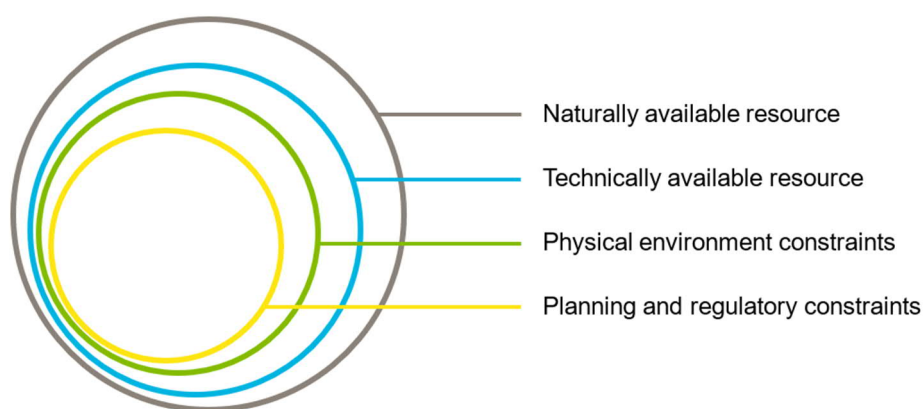 Naturally available resource
Technically available resource
Physical environment constraints
Planning and regulatory constraints